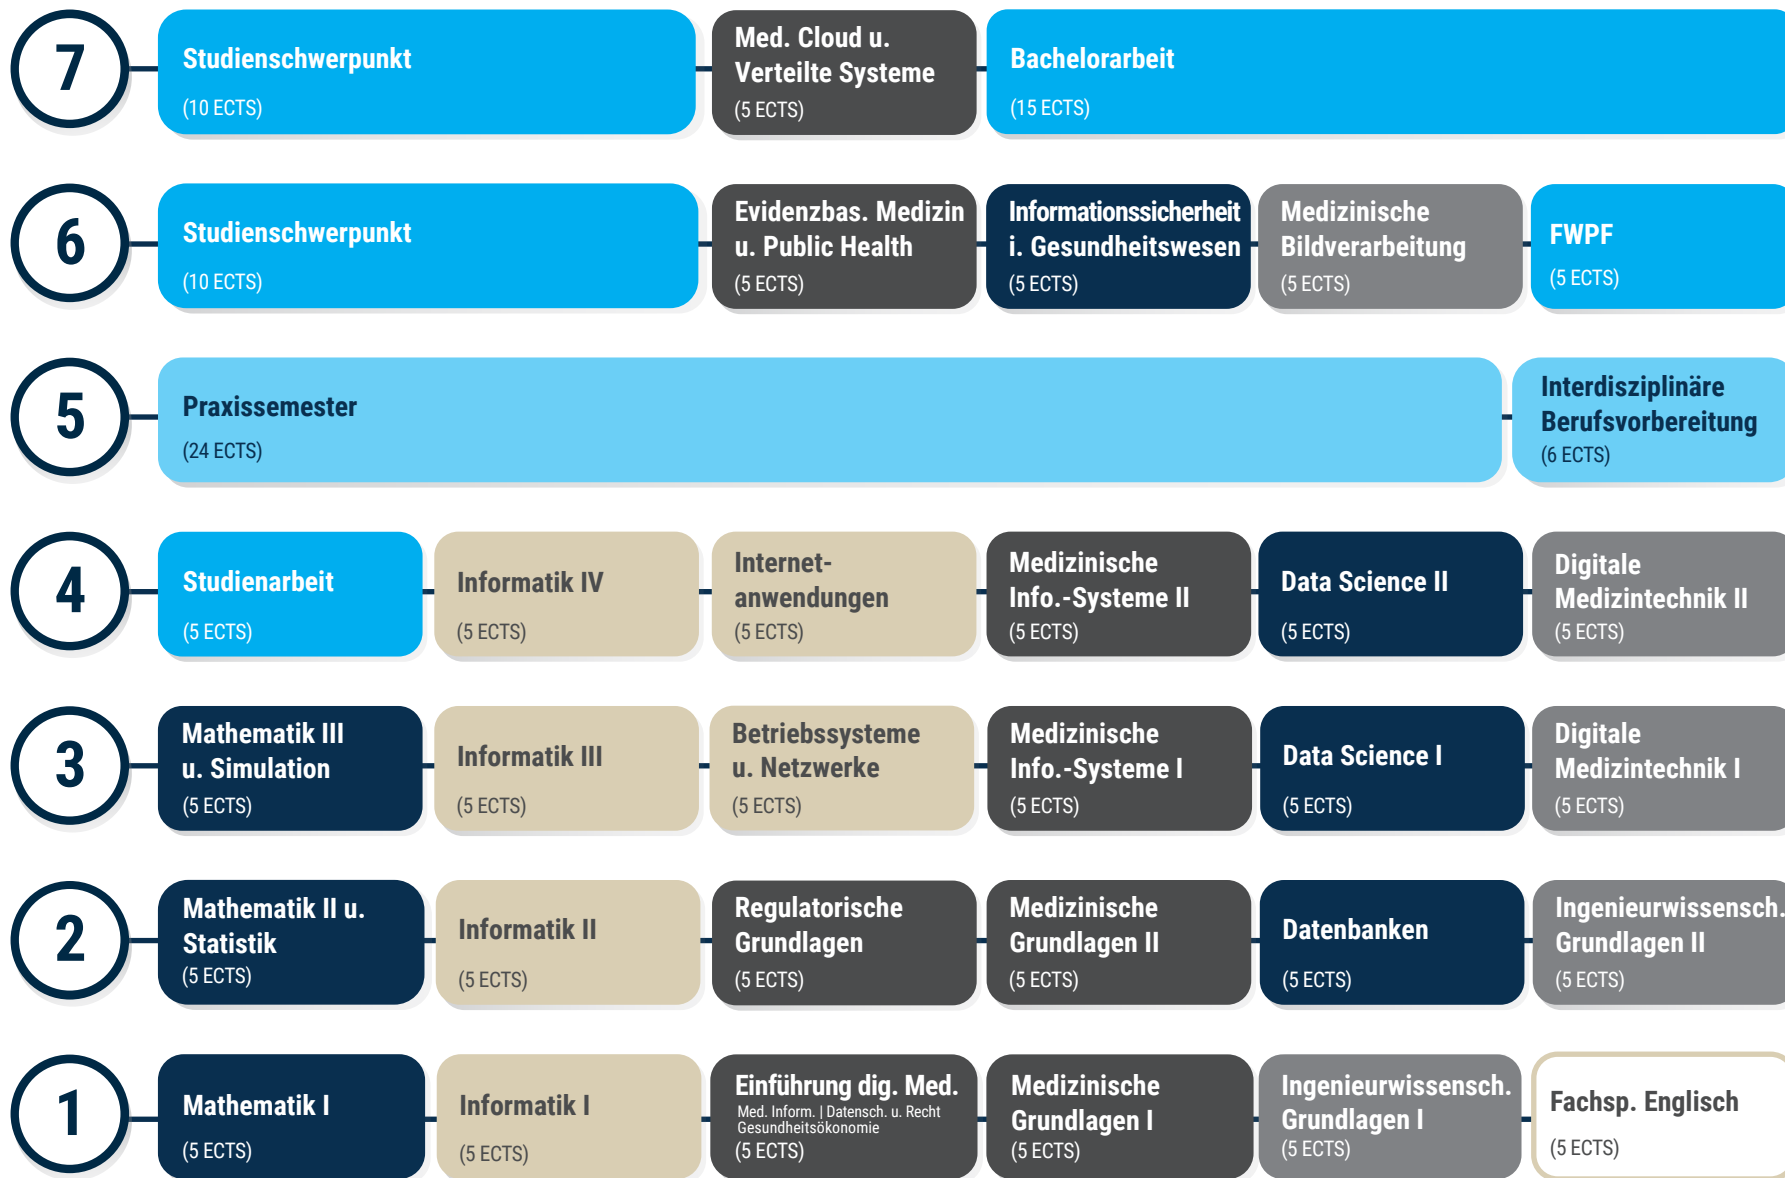 7
Studienschwerpunkt
(10 ECTS)
Med. Cloud u.
Verteilte Systeme
(5 ECTS)
Bachelorarbeit
(15 ECTS)
6
Studienschwerpunkt
(10 ECTS)
Evidenzbas. Medizin
u. Public Health
(5 ECTS)
Informationssicherheit
i. Gesundheitswesen
(5 ECTS)
Medizinische
Bildverarbeitung
(5 ECTS)
FWPF
(5 ECTS)
5
Praxissemester
(24 ECTS)
Interdisziplinäre
Berufsvorbereitung
(6 ECTS)
4
Studienarbeit
(5 ECTS)
Informatik IV
(5 ECTS)
Internet-
anwendungen
(5 ECTS)
Medizinische
Info.-Systeme II
(5 ECTS)
Data Science II
(5 ECTS)
Digitale
Medizintechnik II
(5 ECTS)
3
Mathematik III
u. Simulation
(5 ECTS)
Informatik III
(5 ECTS)
Betriebssysteme
u. Netzwerke
(5 ECTS)
Medizinische
Info.-Systeme I
(5 ECTS)
Data Science I
(5 ECTS)
Digitale
Medizintechnik I
(5 ECTS)
2
Mathematik II u.
Statistik
(5 ECTS)
Informatik II
(5 ECTS)
Regulatorische
Grundlagen
(5 ECTS)
Medizinische
Grundlagen II
(5 ECTS)
Datenbanken
(5 ECTS)
Ingenieurwissensch.
Grundlagen II
(5 ECTS)
1
Mathematik I
(5 ECTS)
Informatik I
(5 ECTS)
Einführung dig. Med.
Med. Inform. | Datensch. u. Recht
Gesundheitsökonomie
(5 ECTS)
Medizinische
Grundlagen I
(5 ECTS)
Ingenieurwissensch.
Grundlagen I
(5 ECTS)
Fachsp. Englisch
(5 ECTS)